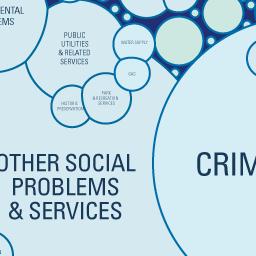 ENTAL
EMS
PUBLIC
UTILITIES
& RELATED
SERVICES
WATER SUPPLY
GAS
PARK
& RECREATION
SERVICES
HISTORIC
PRESERVATION
OTHER SOCIAL
PROBLEMS
& SERVICES
CRIM